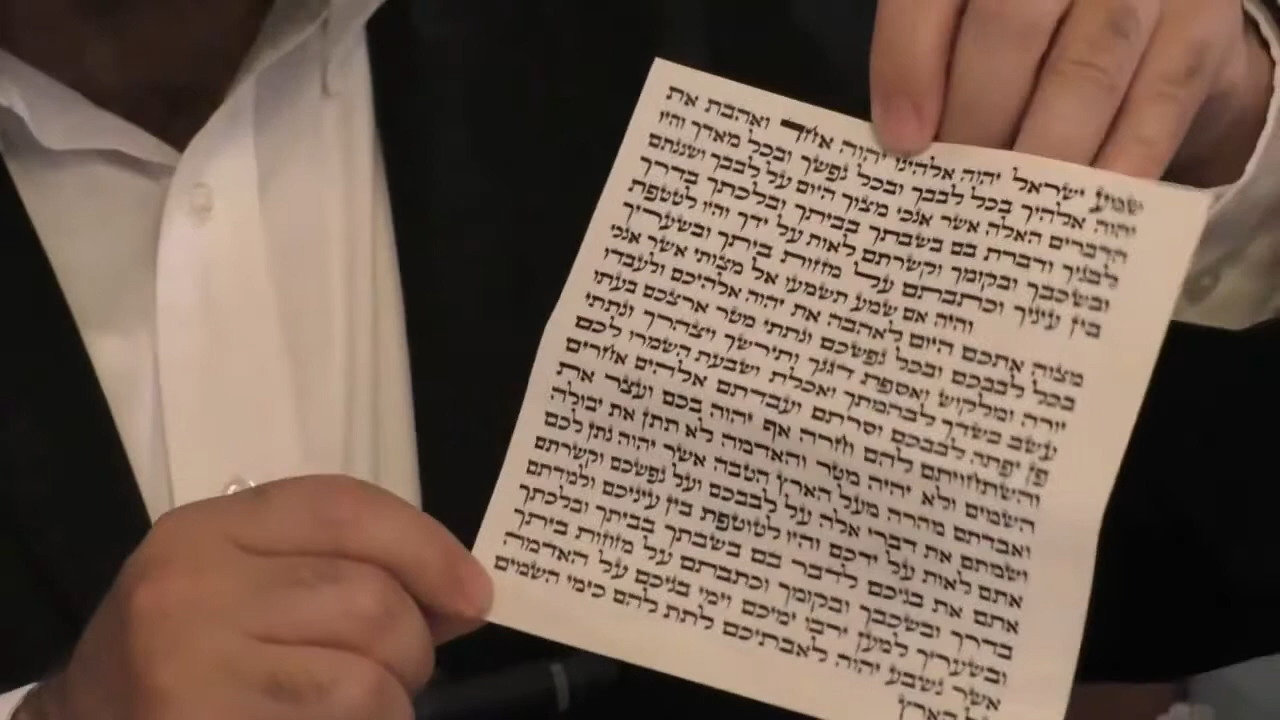 שמע ישראל יהוה אלהינו יהוה אחד ואהבת את
יהוה אלהיך בכל לבבך ובכל נפשך ובכל מאדך והיו
הדברים האלה אשר אנכי מצוך היום על לבבך ושננתם
לבניך ודברת בם בשבתך בביתך ובלכתך בדרך
ובשכבך ובקומך וקשרתם לאות על ידך והיו לטטפת
בין עיניך וכתבתם על מזזות ביתך ובשעריך
והיה אם שמע תשמעו אל מצותי אשר אנכי
מצוה אתכם היום לאהבה את יהוה אלהיכם ולעבדו
בכל לבבכם ובכל נפשכם ונתתי מטר ארצכם בעתו
יורה ומלקוש ואספת דגנך ותירשך ויצהרך ונתתי
עשב בשדך לבהמתך ואכלת ושבעת השמרו לכם
פן יפתה לבבכם וסרתם ועבדתם אלהים אחרים
והשתחויתם להם וחרה אף יהוה בכם ועצר את
השמים ולא יהיה מטר והאדמה לא תתן את יבולה
ואבדתם מהרה מעל הארץ הטבה אשר יהוה נתן לכם
ושמתם את דברי אלה על לבבכם ועל נפשכם וקשרתם
אתם לאות על ידכם והיו לטוטפת בין עיניכם ולמדתם
אתם את בניכם לדבר בם בשבתך בביתך ובלכתך
בדרך ובשכבך ובקומך וכתבתם על מזוזות ביתך
ובשעריך למען ירבו ימיכם וימי בניכם על האדמה
אשר נשבע יהוה לאבתיכם לתת להם כימי השמים
על הארץ